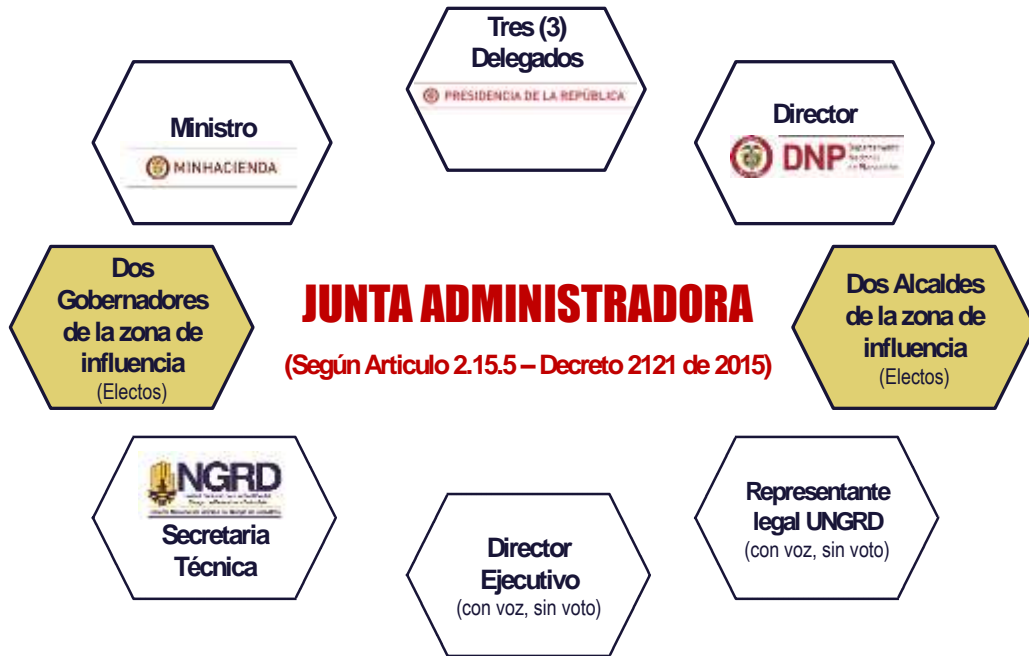 Tres (3)
Delegados
PRESIDENCIA DE LA REPÚBLICA
Ministro
MINHACIENDA
Director
DNP
Dos
Gobernadores
de la zona de
influencia
(Electos)
JUNTA ADMINISTRADORA
(Según Articulo 2.15.5 – Decreto 2121 de 2015)
Dos Alcaldes
de la zona de
influencia
(Electos)
NGRD
Secretaria
Técnica
Director
Ejecutivo
(con voz, sin voto)
Representante
legal UNGRD
(con voz, sin voto)